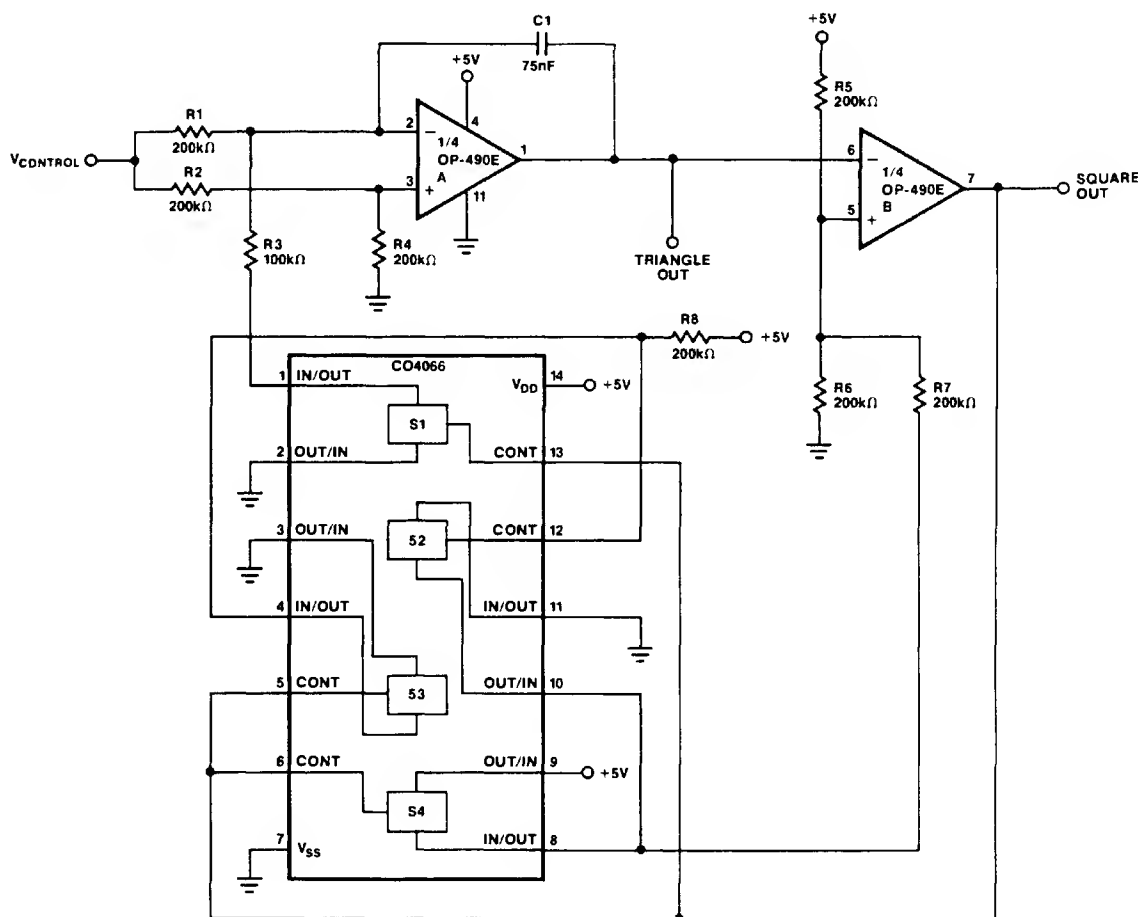 C1
75nF
+5V
+5V
R5
200kΩ
R1
200kΩ
VCONTROL
R2
200kΩ
2
−
4
1/4
OP-490E
A
1
3
+
11
6
−
1/4
OP-490E
B
7
5
+
SQUARE
OUT
R3
100kΩ
R4
200kΩ
TRIANGLE
OUT
R8
200kΩ
+5V
R6
200kΩ
R7
200kΩ
CO4066
1
IN/OUT
VDD
14
+5V
S1
2
OUT/IN
CONT
13
3
OUT/IN
CONT
12
52
4
IN/OUT
IN/OUT
11
5
CONT
53
OUT/IN
10
6
CONT
OUT/IN
9
+5V
S4
7
VSS
IN/OUT
8